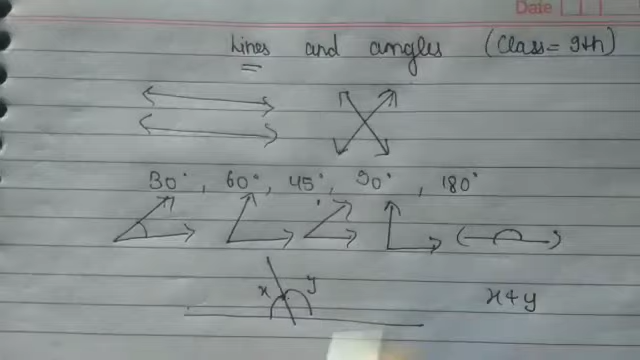 Date
Lines and angles (Class = 9th)
30°, 60°, 45°, 90°, 180°
x y
x+y